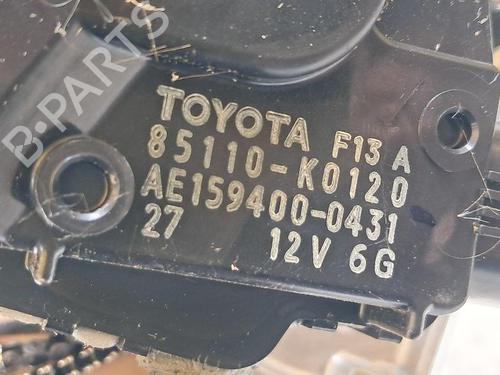 B-PARTS
TOYOTA F13 A
85110-K0120
AE159400-0431
27 12V 6G